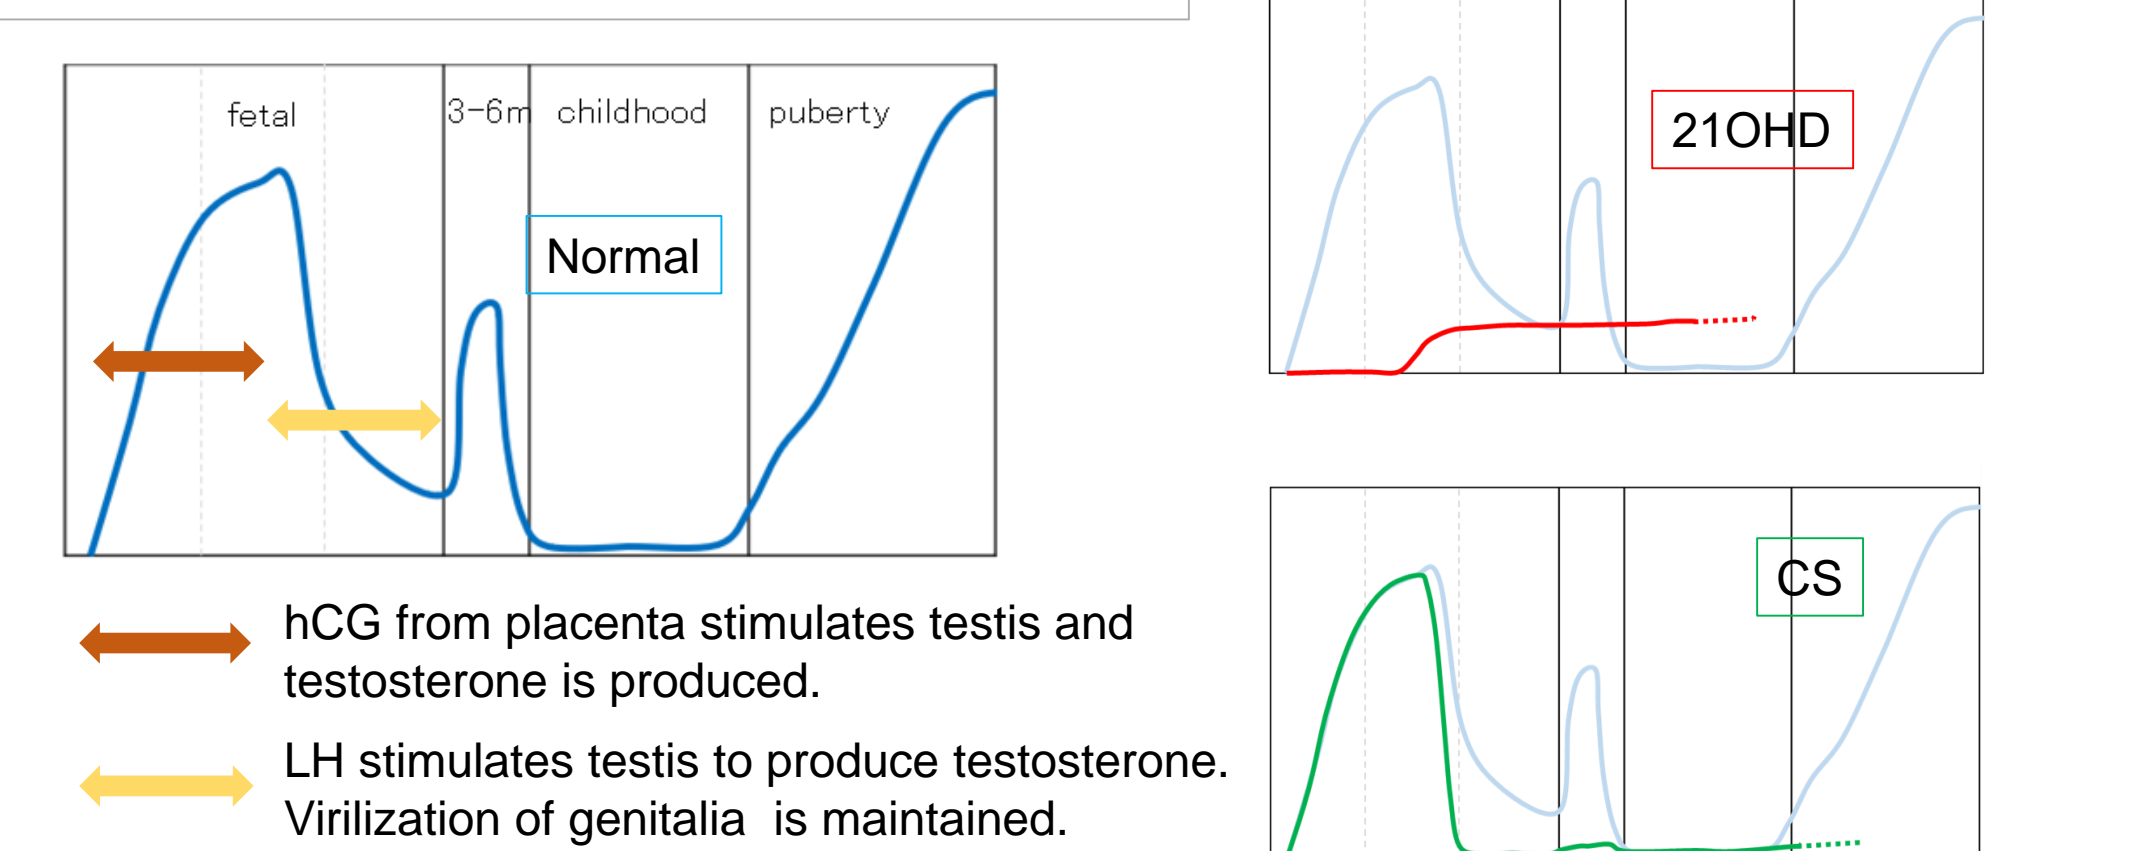 fetal
3-6m
childhood
puberty
Normal
hCG from placenta stimulates testis and
testosterone is produced.
LH stimulates testis to produce testosterone.
Virilization of genitalia  is maintained.
21OHD
CS